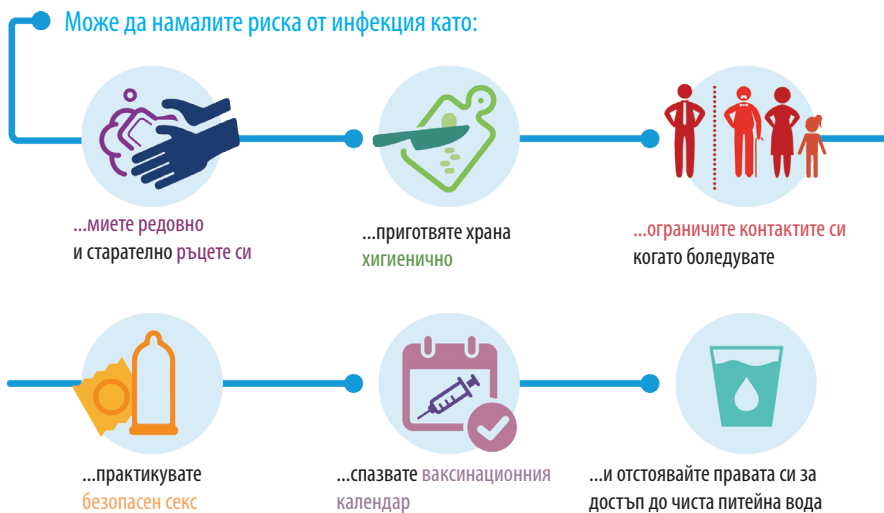 Може да намалите риска от инфекция като:
...миете редовно
и старателно ръцете си
...приготвяте храна
хигиенично
...ограничите контактите си
когато боледувате
...практикувате
безопасен секс
...спазвате ваксинационния
календар
...и отстоявайте правата си за
достъп до чиста питейна вода